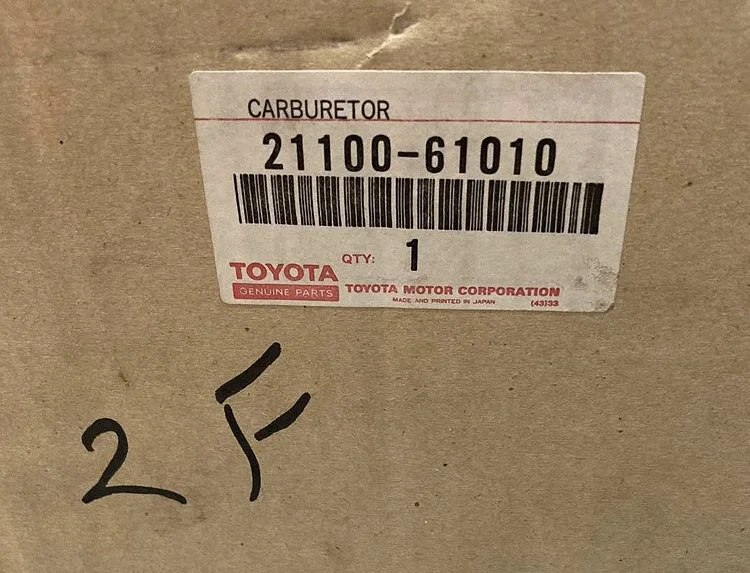 CARBURETOR
21100-61010
QTY: 1
TOYOTA
GENUINE PARTS
TOYOTA MOTOR CORPORATION
MADE AND PRINTED IN JAPAN (43)33
2F